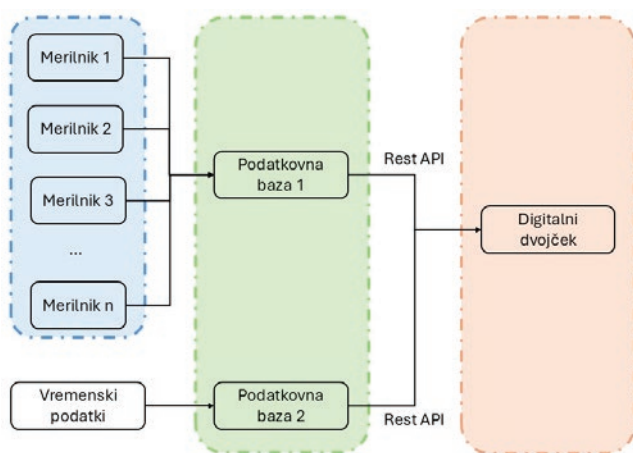 Merilnik 1
Merilnik 2
Merilnik 3
...
Merilnik n
Vremenski
podatki
Podatkovna
baza 1
Podatkovna
baza 2
Rest API
Rest API
Digitalni
dvojček